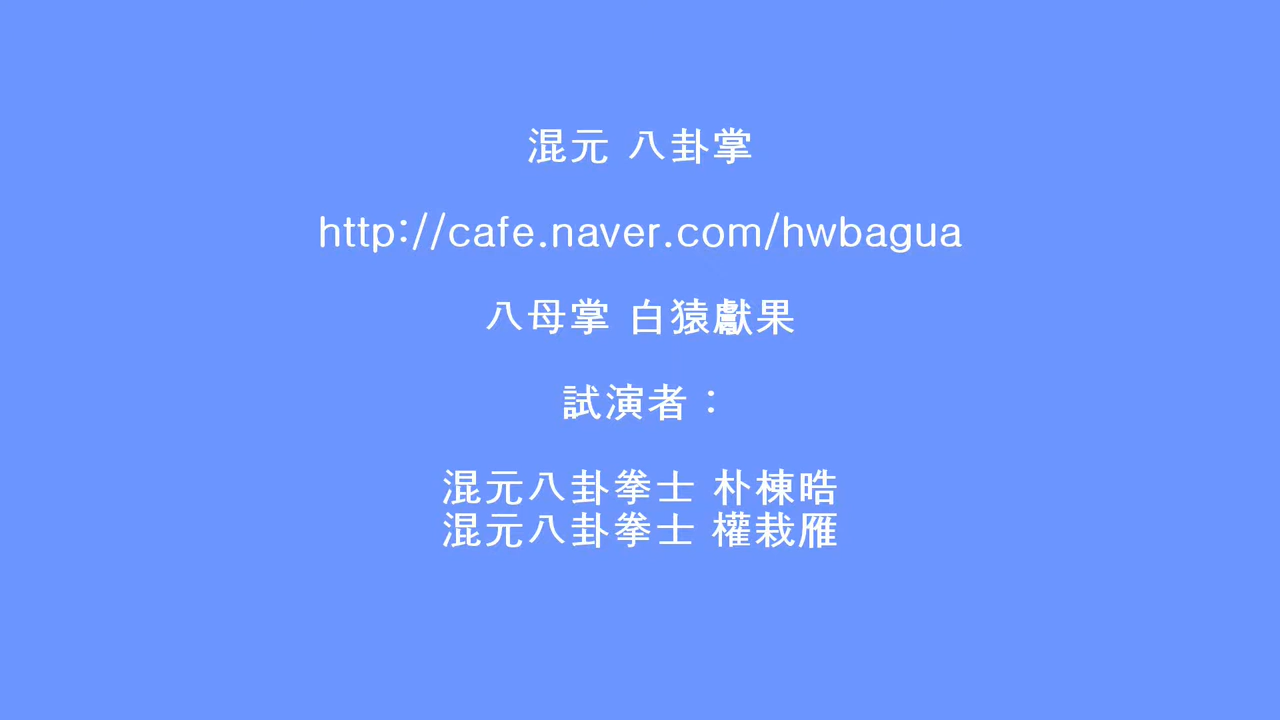 混元 八卦掌
http://cafe.naver.com/hwbagua
八母掌 白猿獻果
試演者 :
混元八卦拳士 朴棟晧
混元八卦拳士 權栽雁